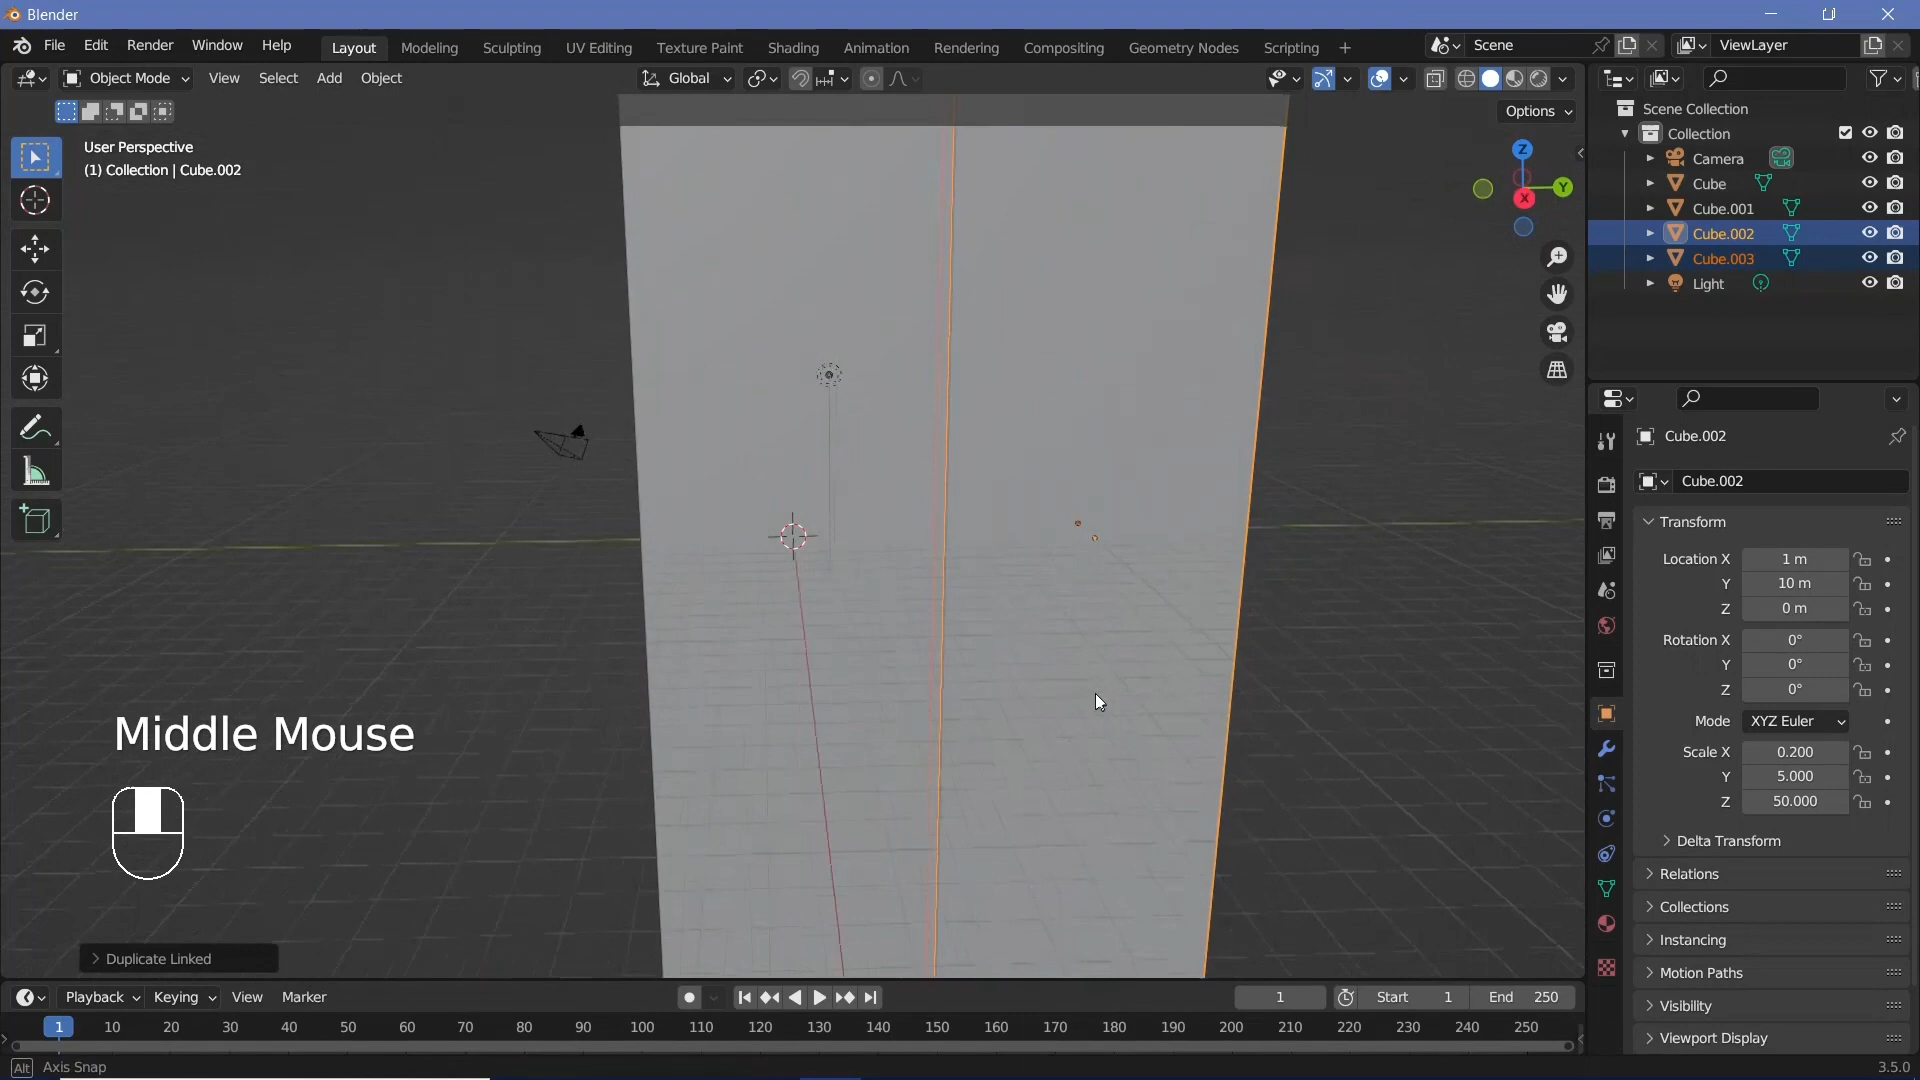 Blender
File Edit Render Window Help
Layout Modeling Sculpting UV Editing Texture Paint Shading Animation Rendering Compositing Geometry Nodes Scripting +
Scene
ViewLayer
Object Mode View Select Add Object
Global
Options
User Perspective
(1) Collection | Cube.002
Z
Y
X
Scene Collection
Collection
Camera
Cube
Cube.001
Cube.002
Cube.003
Light
Cube.002
Cube.002
Transform
Location X 1 m
Y 10 m
Z 0 m
Rotation X 0°
Y 0°
Z 0°
Mode XYZ Euler
Scale X 0.200
Y 5.000
Z 50.000
Delta Transform
Relations
Collections
Instancing
Motion Paths
Visibility
Viewport Display
Middle Mouse
Duplicate Linked
Playback Keying View Marker
1 Start 1 End 250
1 10 20 30 40 50 60 70 80 90 100 110 120 130 140 150 160 170 180 190 200 210 220 230 240 250
Alt Axis Snap
3.5.0